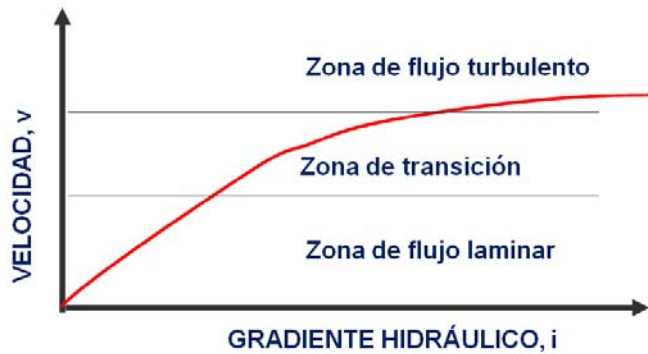 Zona de flujo turbulento
Zona de transición
Zona de flujo laminar
VELOCIDAD, v
GRADIENTE HIDRÁULICO, i